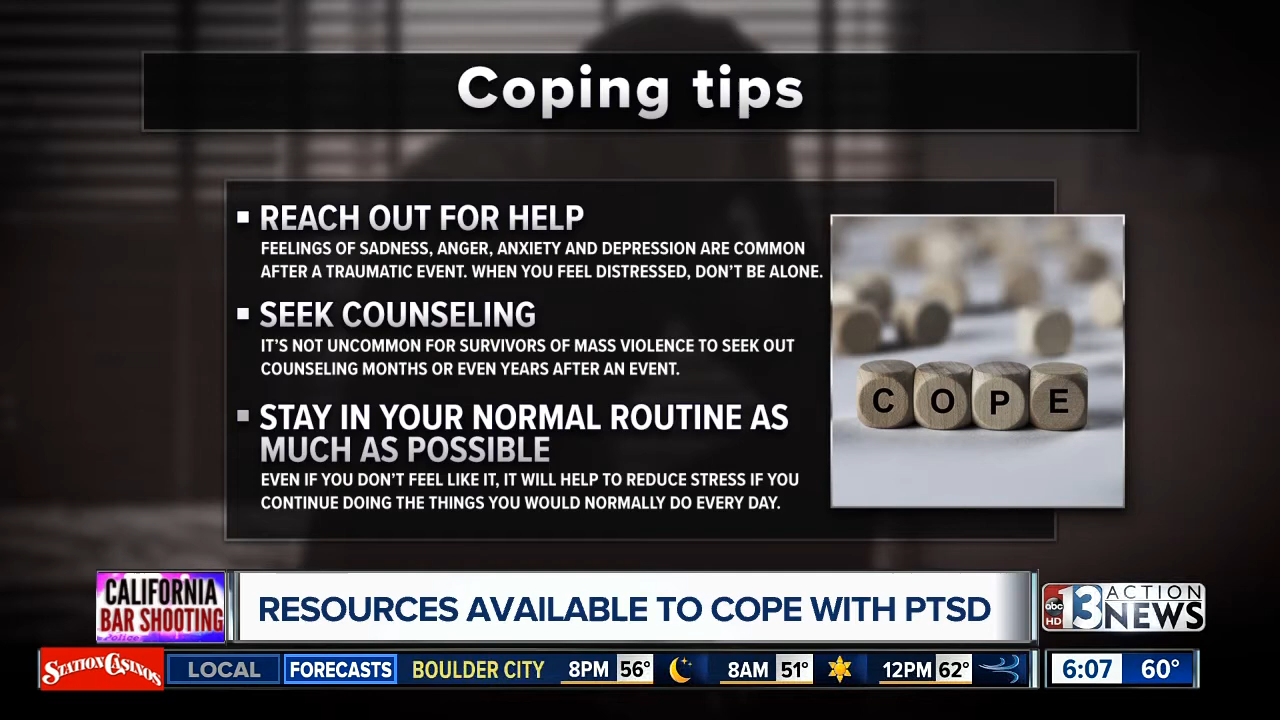 Coping tips
REACH OUT FOR HELP
FEELINGS OF SADNESS, ANGER, ANXIETY AND DEPRESSION ARE COMMON
AFTER A TRAUMATIC EVENT. WHEN YOU FEEL DISTRESSED, DON'T BE ALONE.
SEEK COUNSELING
IT'S NOT UNCOMMON FOR SURVIVORS OF MASS VIOLENCE TO SEEK OUT
COUNSELING MONTHS OR EVEN YEARS AFTER AN EVENT.
STAY IN YOUR NORMAL ROUTINE AS
MUCH AS POSSIBLE
EVEN IF YOU DON'T FEEL LIKE IT, IT WILL HELP TO REDUCE STRESS IF YOU
CONTINUE DOING THE THINGS YOU WOULD NORMALLY DO EVERY DAY.
COPE
CALIFORNIA
BAR SHOOTING
Police
RESOURCES AVAILABLE TO COPE WITH PTSD
abc
HD
13 ACTION
NEWS
STATION CASINOS
LOCAL FORECASTS BOULDER CITY 8PM 56° 8AM 51° 12PM 62°
6:07 60°